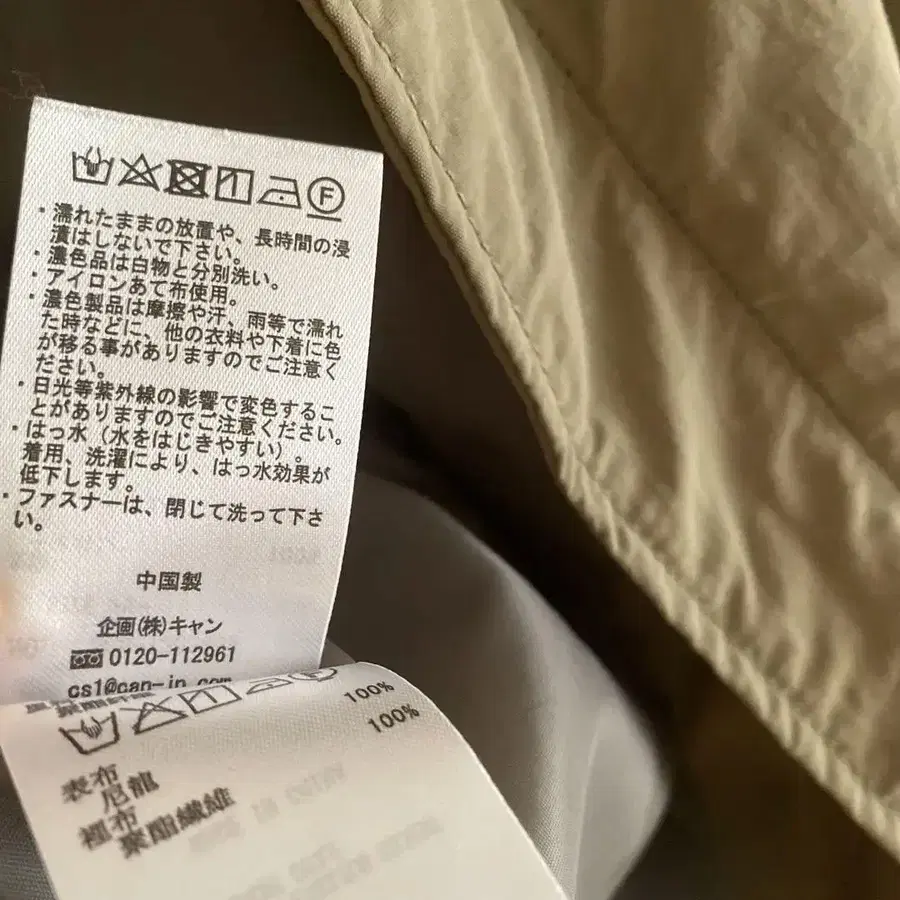 F
・濡れたままの放置や、長時間の浸
漬はしないで下さい。
・濃色品は白物と分別洗い。
・アイロンあて布使用。
・濃色製品は摩擦や汗、雨等で濡れ
た時などに、他の衣料や下着に色
が移る事がありますのでご注意く
ださい。
・日光等紫外線の影響で変色するこ
とがありますのでご注意ください。
・はっ水（水をはじきやすい）。
着用、洗濯により、はっ水効果が
低下します。
・ファスナーは、閉じて洗って下さ
い。
中国製
企画(株)キャン
0120-112961
cs1@can-jp.com
100%
100%
表布
尼龍
裡布
聚酯纖維